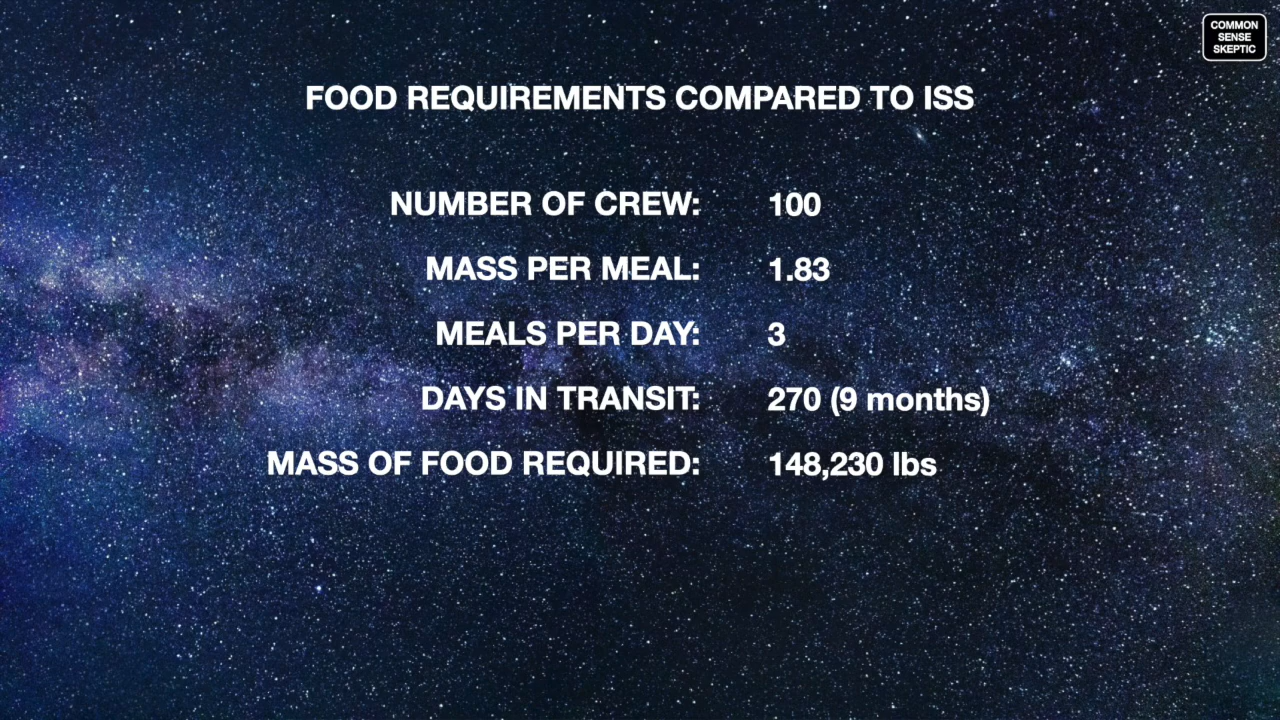 COMMON
SENSE
SKEPTIC
FOOD REQUIREMENTS COMPARED TO ISS
NUMBER OF CREW: 100
MASS PER MEAL: 1.83
MEALS PER DAY: 3
DAYS IN TRANSIT: 270 (9 months)
MASS OF FOOD REQUIRED: 148,230 lbs